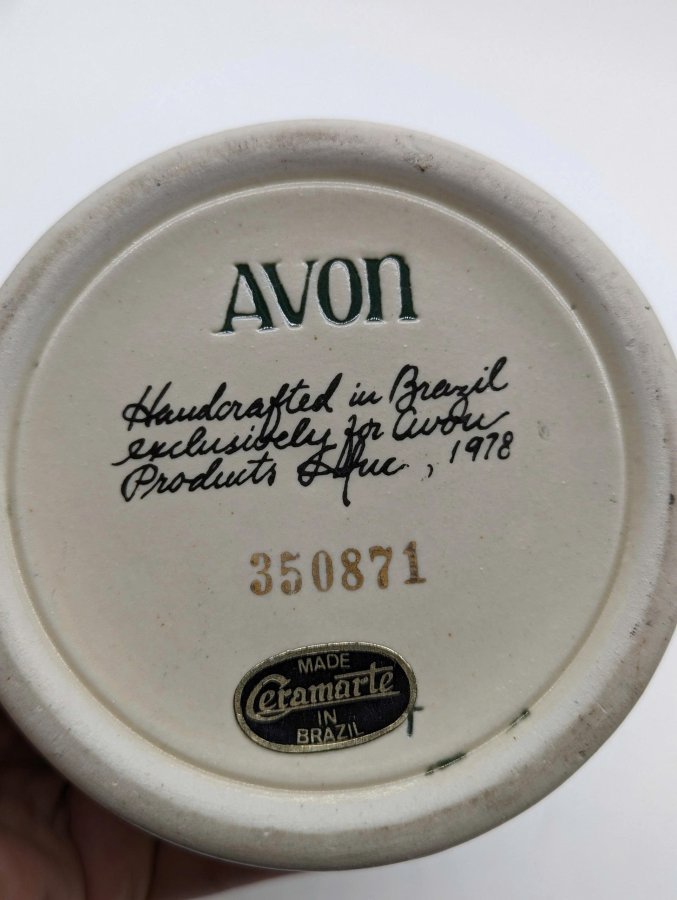 AVON
Handcrafted in Brazil
exclusively for Avon
Products Inc., 1978
350871
MADE
Ceramarte
IN
BRAZIL